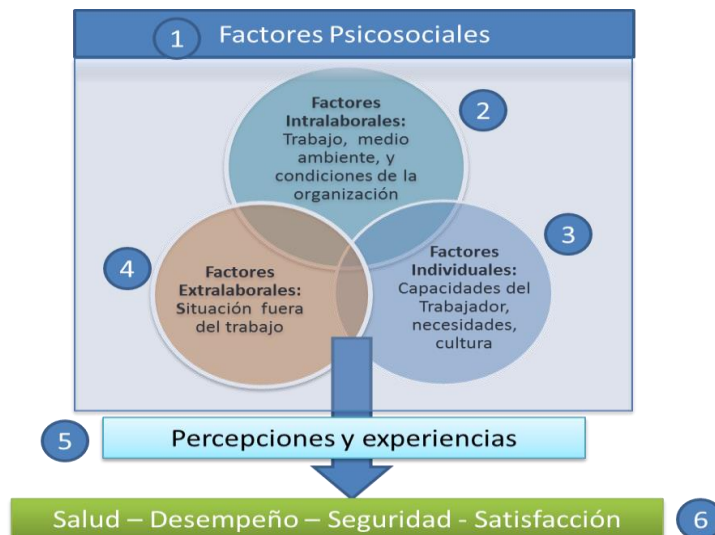 1 Factores Psicosociales
2
Factores
Intralaborales:
Trabajo, medio
ambiente, y
condiciones de la
organización
3
Factores
Individuales:
Capacidades del
Trabajador,
necesidades,
cultura
4
Factores
Extralaborales:
Situación fuera
del trabajo
5 Percepciones y experiencias
Salud – Desempeño – Seguridad - Satisfacción 6